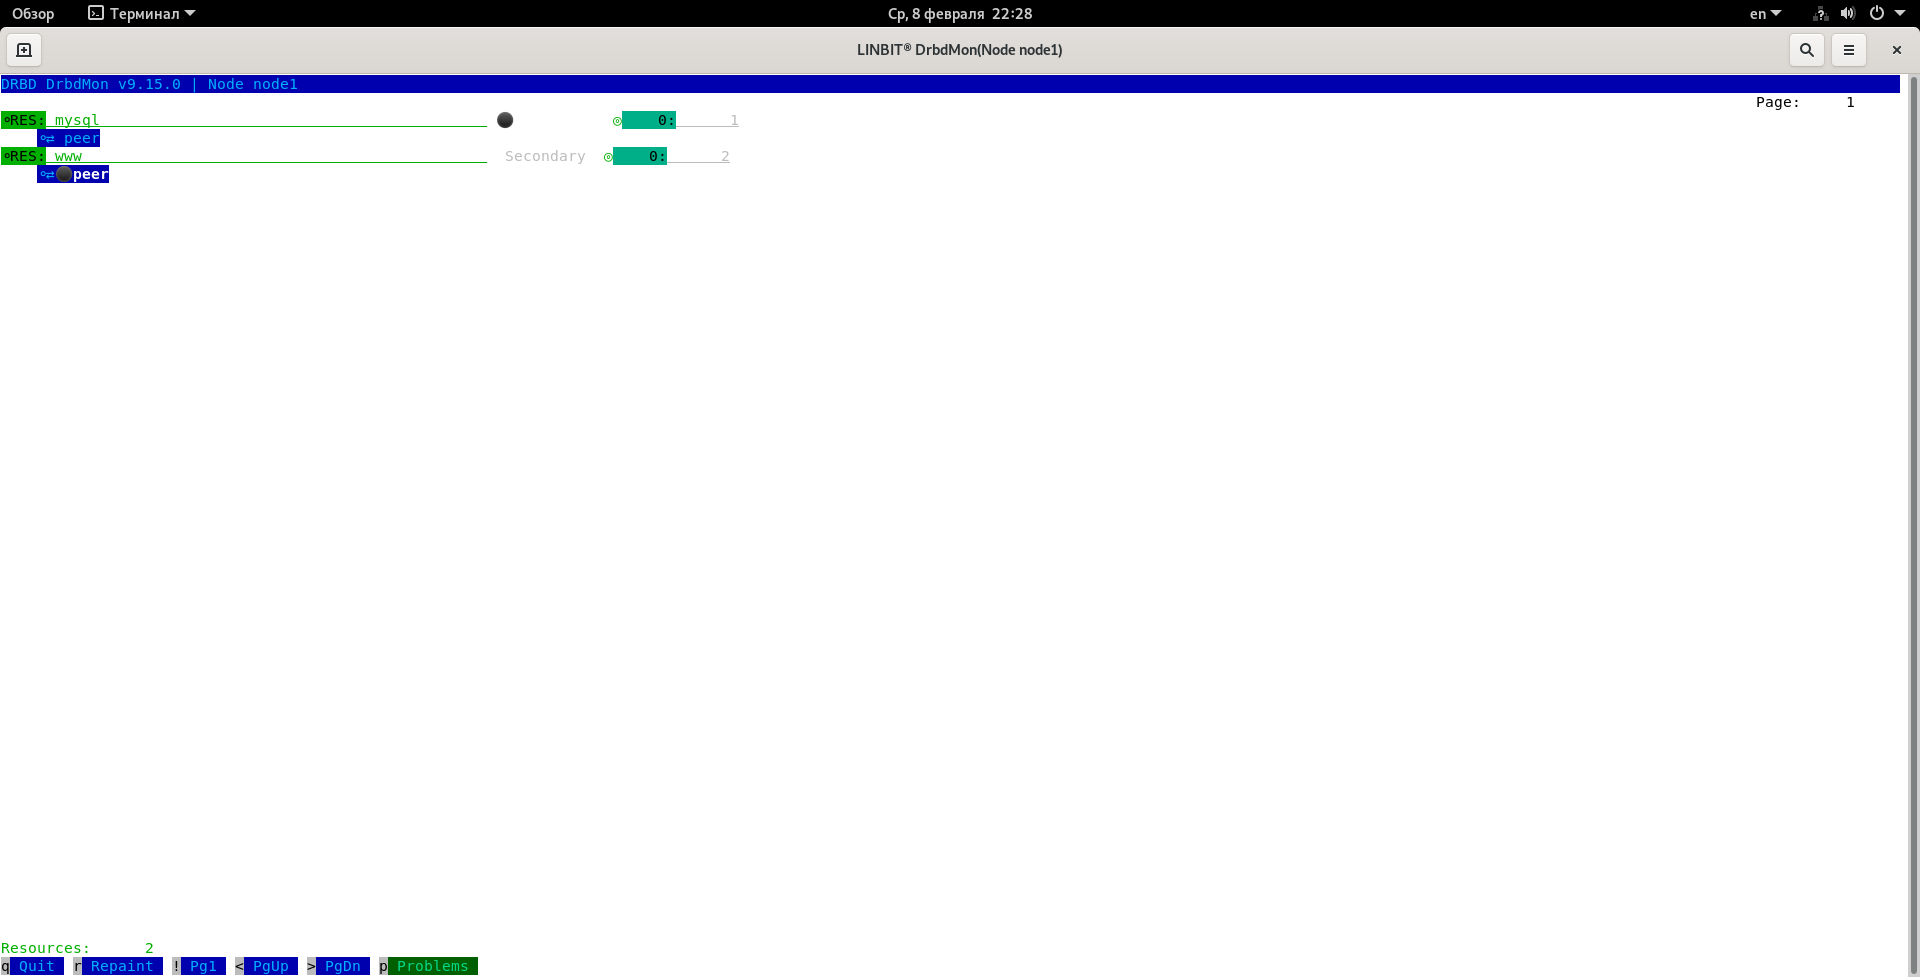 Обзор Терминал Ср, 8 февраля 22:28 en
LINBIT® DrbdMon(Node node1)
DRBD DrbdMon v9.15.0 | Node node1
Page: 1
RES: mysql 0: 1
⇄ peer
RES: www Secondary 0: 2
⇄ peer
Resources: 2
q Quit r Repaint ! Pg1 < PgUp > PgDn p Problems